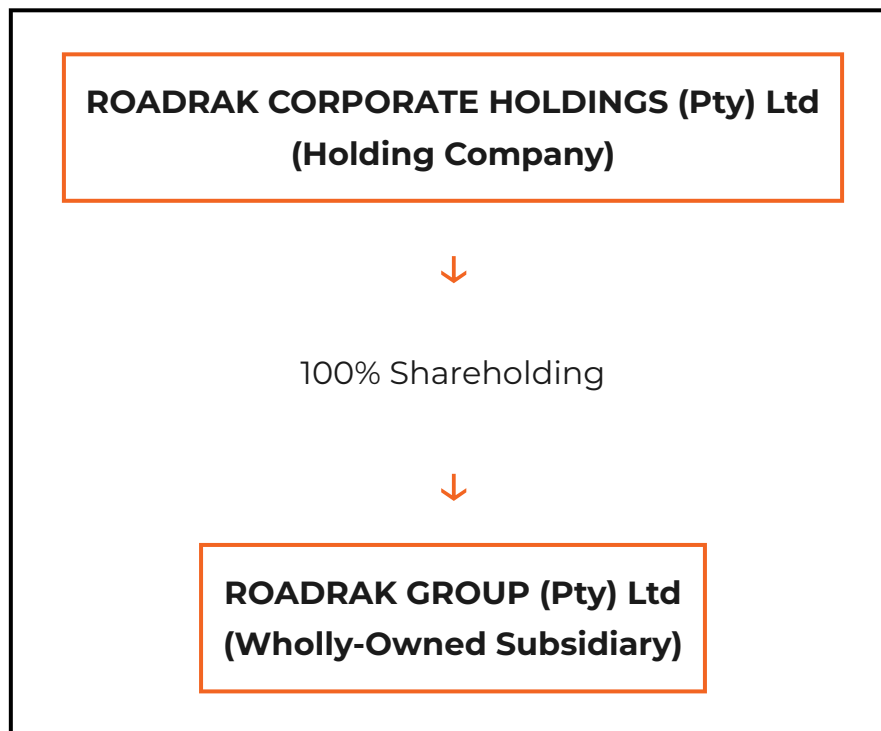 ROADRAK CORPORATE HOLDINGS (Pty) Ltd
(Holding Company)
100% Shareholding
ROADRAK GROUP (Pty) Ltd
(Wholly-Owned Subsidiary)